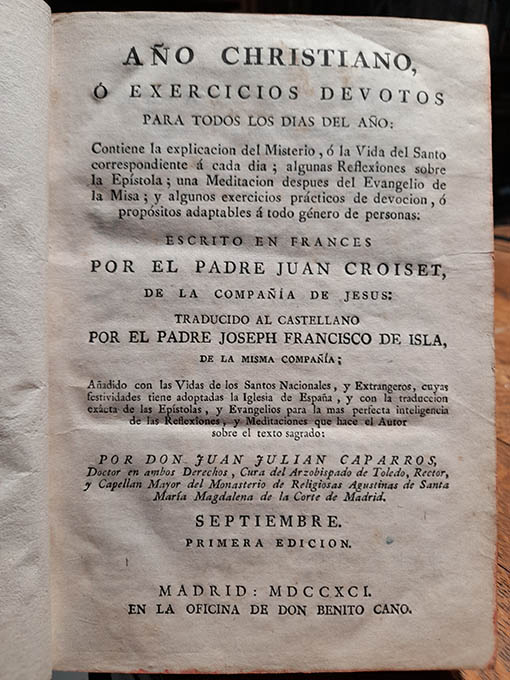 AÑO CHRISTIANO,
Ó EXERCICIOS DEVOTOS
PARA TODOS LOS DIAS DEL AÑO:
Contiene la explicacion del Misterio, ó la Vida del Santo
correspondiente á cada dia; algunas Reflexiones sobre
la Epístola; una Meditacion despues del Evangelio de
la Misa; y algunos exercicios prácticos de devocion, ó
propósitos adaptables á todo género de personas:
ESCRITO EN FRANCES
POR EL PADRE JUAN CROISET,
DE LA COMPAÑIA DE JESUS:
TRADUCIDO AL CASTELLANO
POR EL PADRE JOSEPH FRANCISCO DE ISLA,
DE LA MISMA COMPAÑIA;
Añadido con las Vidas de los Santos Nacionales, y Extrangeros, cuyas
festividades tiene adoptadas la Iglesia de España, y con la traduccion
exâcta de las Epístolas, y Evangelios para la mas perfecta inteligencia
de las Reflexiones, y Meditaciones que hace el Autor
sobre el texto sagrado:
POR DON JUAN JULIAN CAPARROS,
Doctor en ambos Derechos, Cura del Arzobispado de Toledo, Rector,
y Capellan Mayor del Monasterio de Religiosas Agustinas de Santa
María Magdalena de la Corte de Madrid.
SEPTIEMBRE.
PRIMERA EDICION.
MADRID: MDCCXCI.
EN LA OFICINA DE DON BENITO CANO.